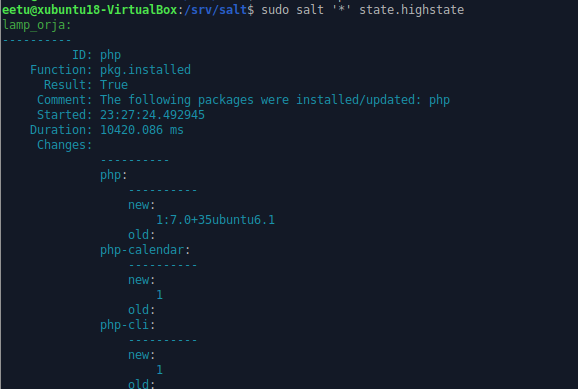 eetu@xubuntu18-VirtualBox:/srv/salt$ sudo salt '*' state.highstate
lamp_orja:
----------
          ID: php
    Function: pkg.installed
      Result: True
     Comment: The following packages were installed/updated: php
     Started: 23:27:24.492945
    Duration: 10420.086 ms
     Changes:
              ----------
              php:
                  ----------
                  new:
                      1:7.0+35ubuntu6.1
                  old:
              php-calendar:
                  ----------
                  new:
                      1
                  old:
              php-cli:
                  ----------
                  new:
                      1
                  old: